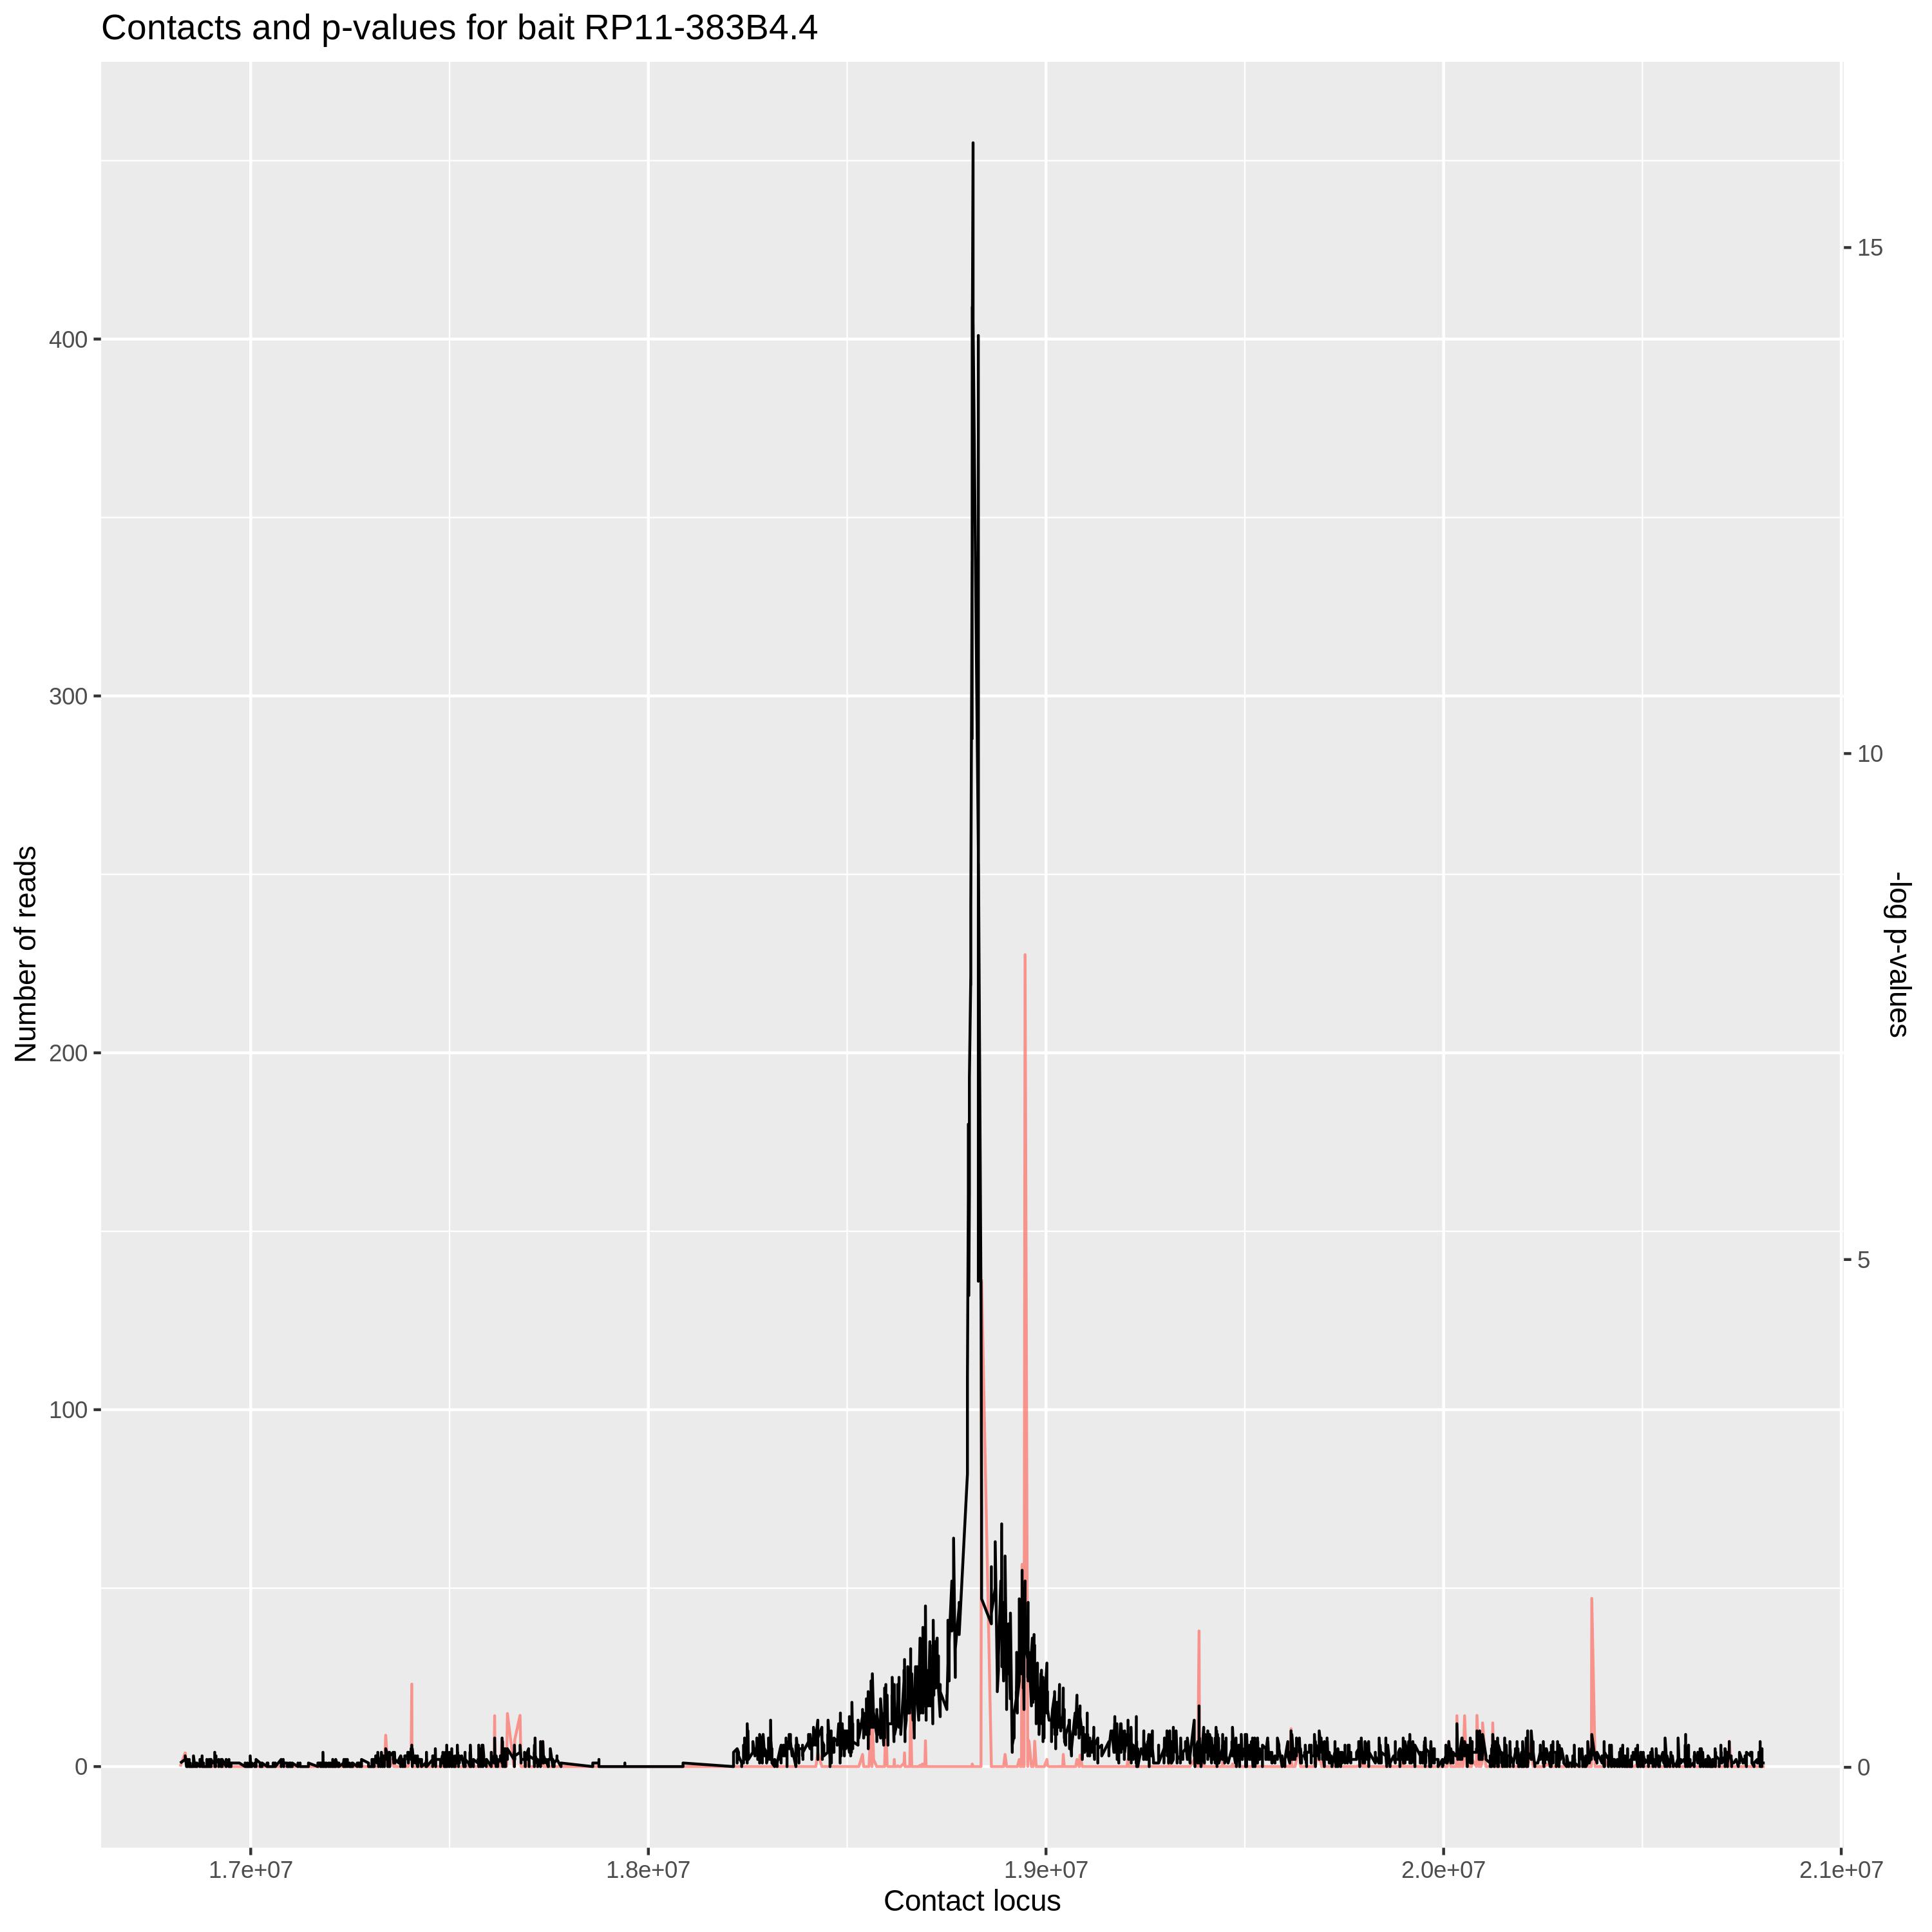 Contacts and p-values for bait RP11-383B4.4
400
300
200
100
0
Number of reads
15
10
5
0
-log p-values
1.7e+07
1.8e+07
1.9e+07
2.0e+07
2.1e+07
Contact locus